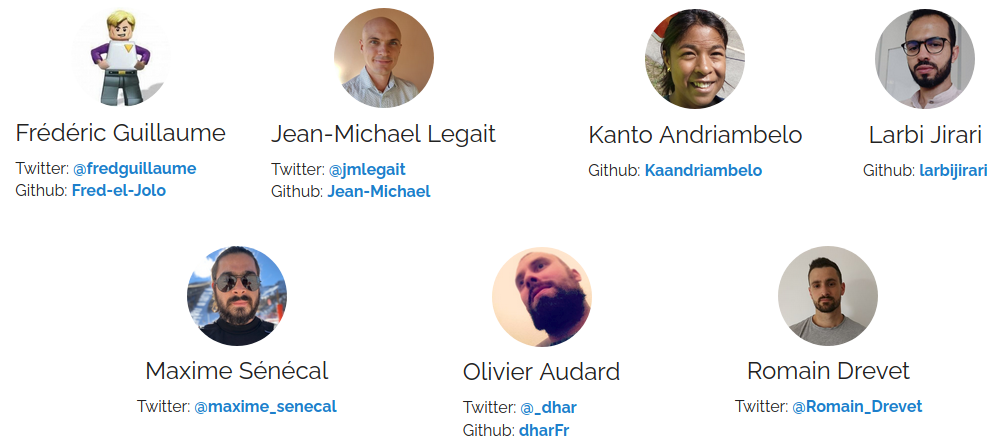 Frédéric Guillaume
Twitter: @fredguillaume
Github: Fred-el-Jolo
Jean-Michael Legait
Twitter: @jmlegait
Github: Jean-Michael
Kanto Andriambelo
Github: Kaandriambelo
Larbi Jirari
Github: larbijirari
Maxime Sénécal
Twitter: @maxime_senecal
Olivier Audard
Twitter: @_dhar
Github: dharFr
Romain Drevet
Twitter: @Romain_Drevet